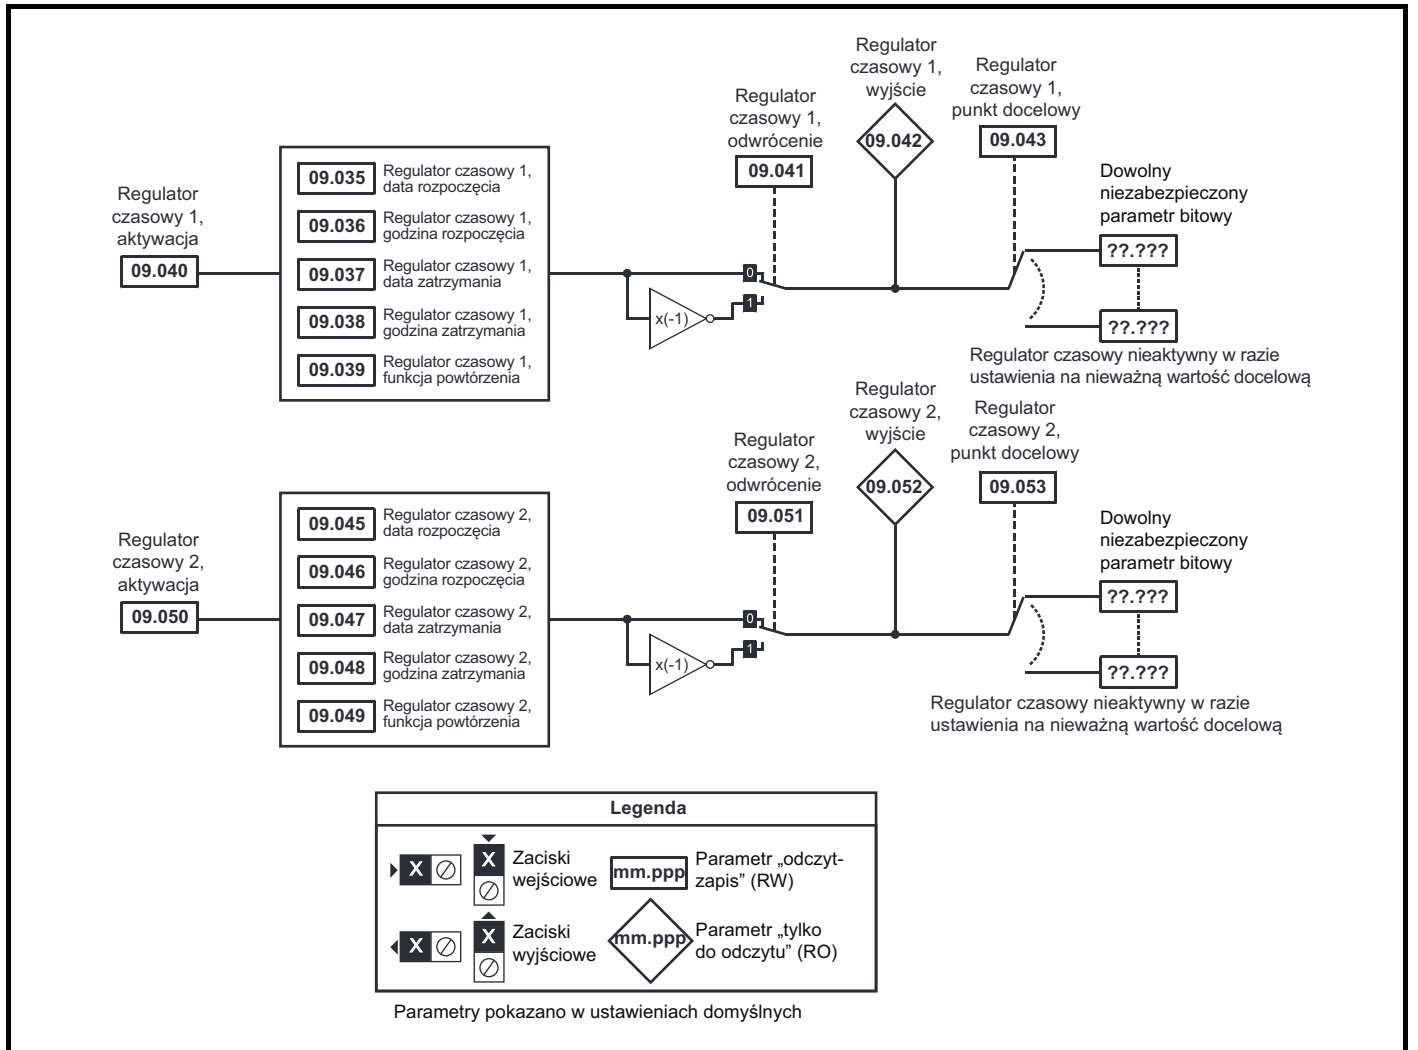 Regulator
czasowy 1,
aktywacja
09.040
09.035
Regulator czasowy 1,
data rozpoczęcia
09.036
Regulator czasowy 1,
godzina rozpoczęcia
09.037
Regulator czasowy 1,
data zatrzymania
09.038
Regulator czasowy 1,
godzina zatrzymania
09.039
Regulator czasowy 1,
funkcja powtórzenia
x(-1)
0
1
Regulator
czasowy 1,
odwrócenie
09.041
Regulator
czasowy 1,
wyjście
09.042
Regulator
czasowy 1,
punkt docelowy
09.043
Dowolny
niezabezpieczony
parametr bitowy
??.???
??.???
Regulator czasowy nieaktywny w razie
ustawienia na nieważną wartość docelową
Regulator
czasowy 2,
aktywacja
09.050
09.045
Regulator czasowy 2,
data rozpoczęcia
09.046
Regulator czasowy 2,
godzina rozpoczęcia
09.047
Regulator czasowy 2,
data zatrzymania
09.048
Regulator czasowy 2,
godzina zatrzymania
09.049
Regulator czasowy 2,
funkcja powtórzenia
x(-1)
0
1
Regulator
czasowy 2,
odwrócenie
09.051
Regulator
czasowy 2,
wyjście
09.052
Regulator
czasowy 2,
punkt docelowy
09.053
Dowolny
niezabezpieczony
parametr bitowy
??.???
??.???
Regulator czasowy nieaktywny w razie
ustawienia na nieważną wartość docelową
Legenda
X
X
Zaciski
wejściowe
mm.ppp
Parametr „odczyt-
zapis” (RW)
X
X
Zaciski
wyjściowe
mm.ppp
Parametr „tylko
do odczytu” (RO)
Parametry pokazano w ustawieniach domyślnych